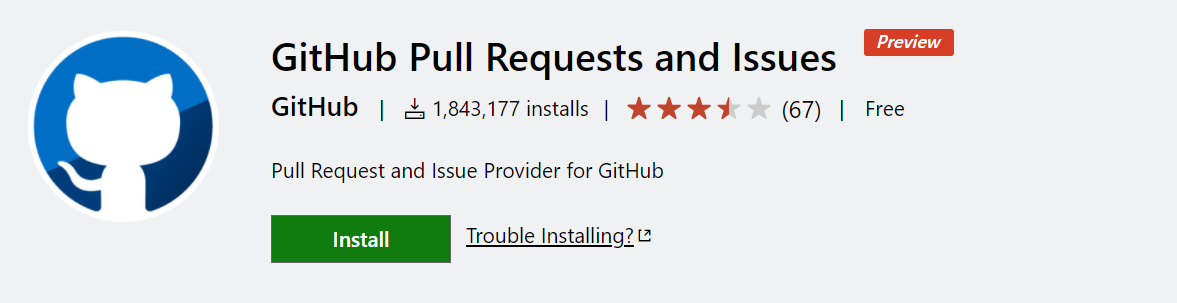 GitHub Pull Requests and Issues Preview
GitHub | 1,843,177 installs | (67) | Free
Pull Request and Issue Provider for GitHub
Install Trouble Installing?